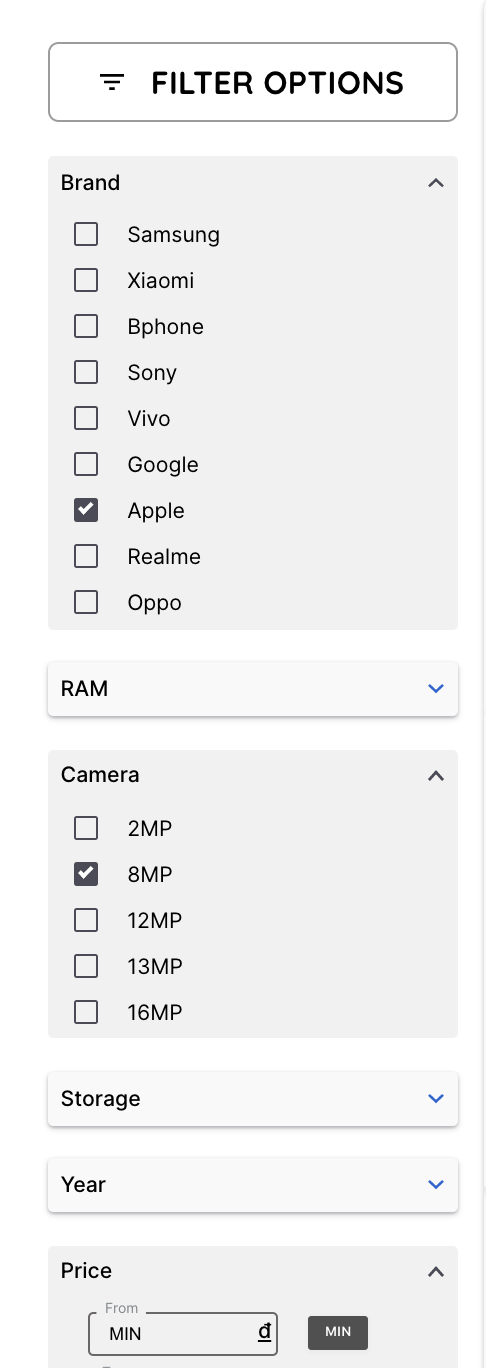 FILTER OPTIONS
Brand
Samsung
Xiaomi
Bphone
Sony
Vivo
Google
Apple
Realme
Oppo
RAM
Camera
2MP
8MP
12MP
13MP
16MP
Storage
Year
Price
From
MIN đ MIN